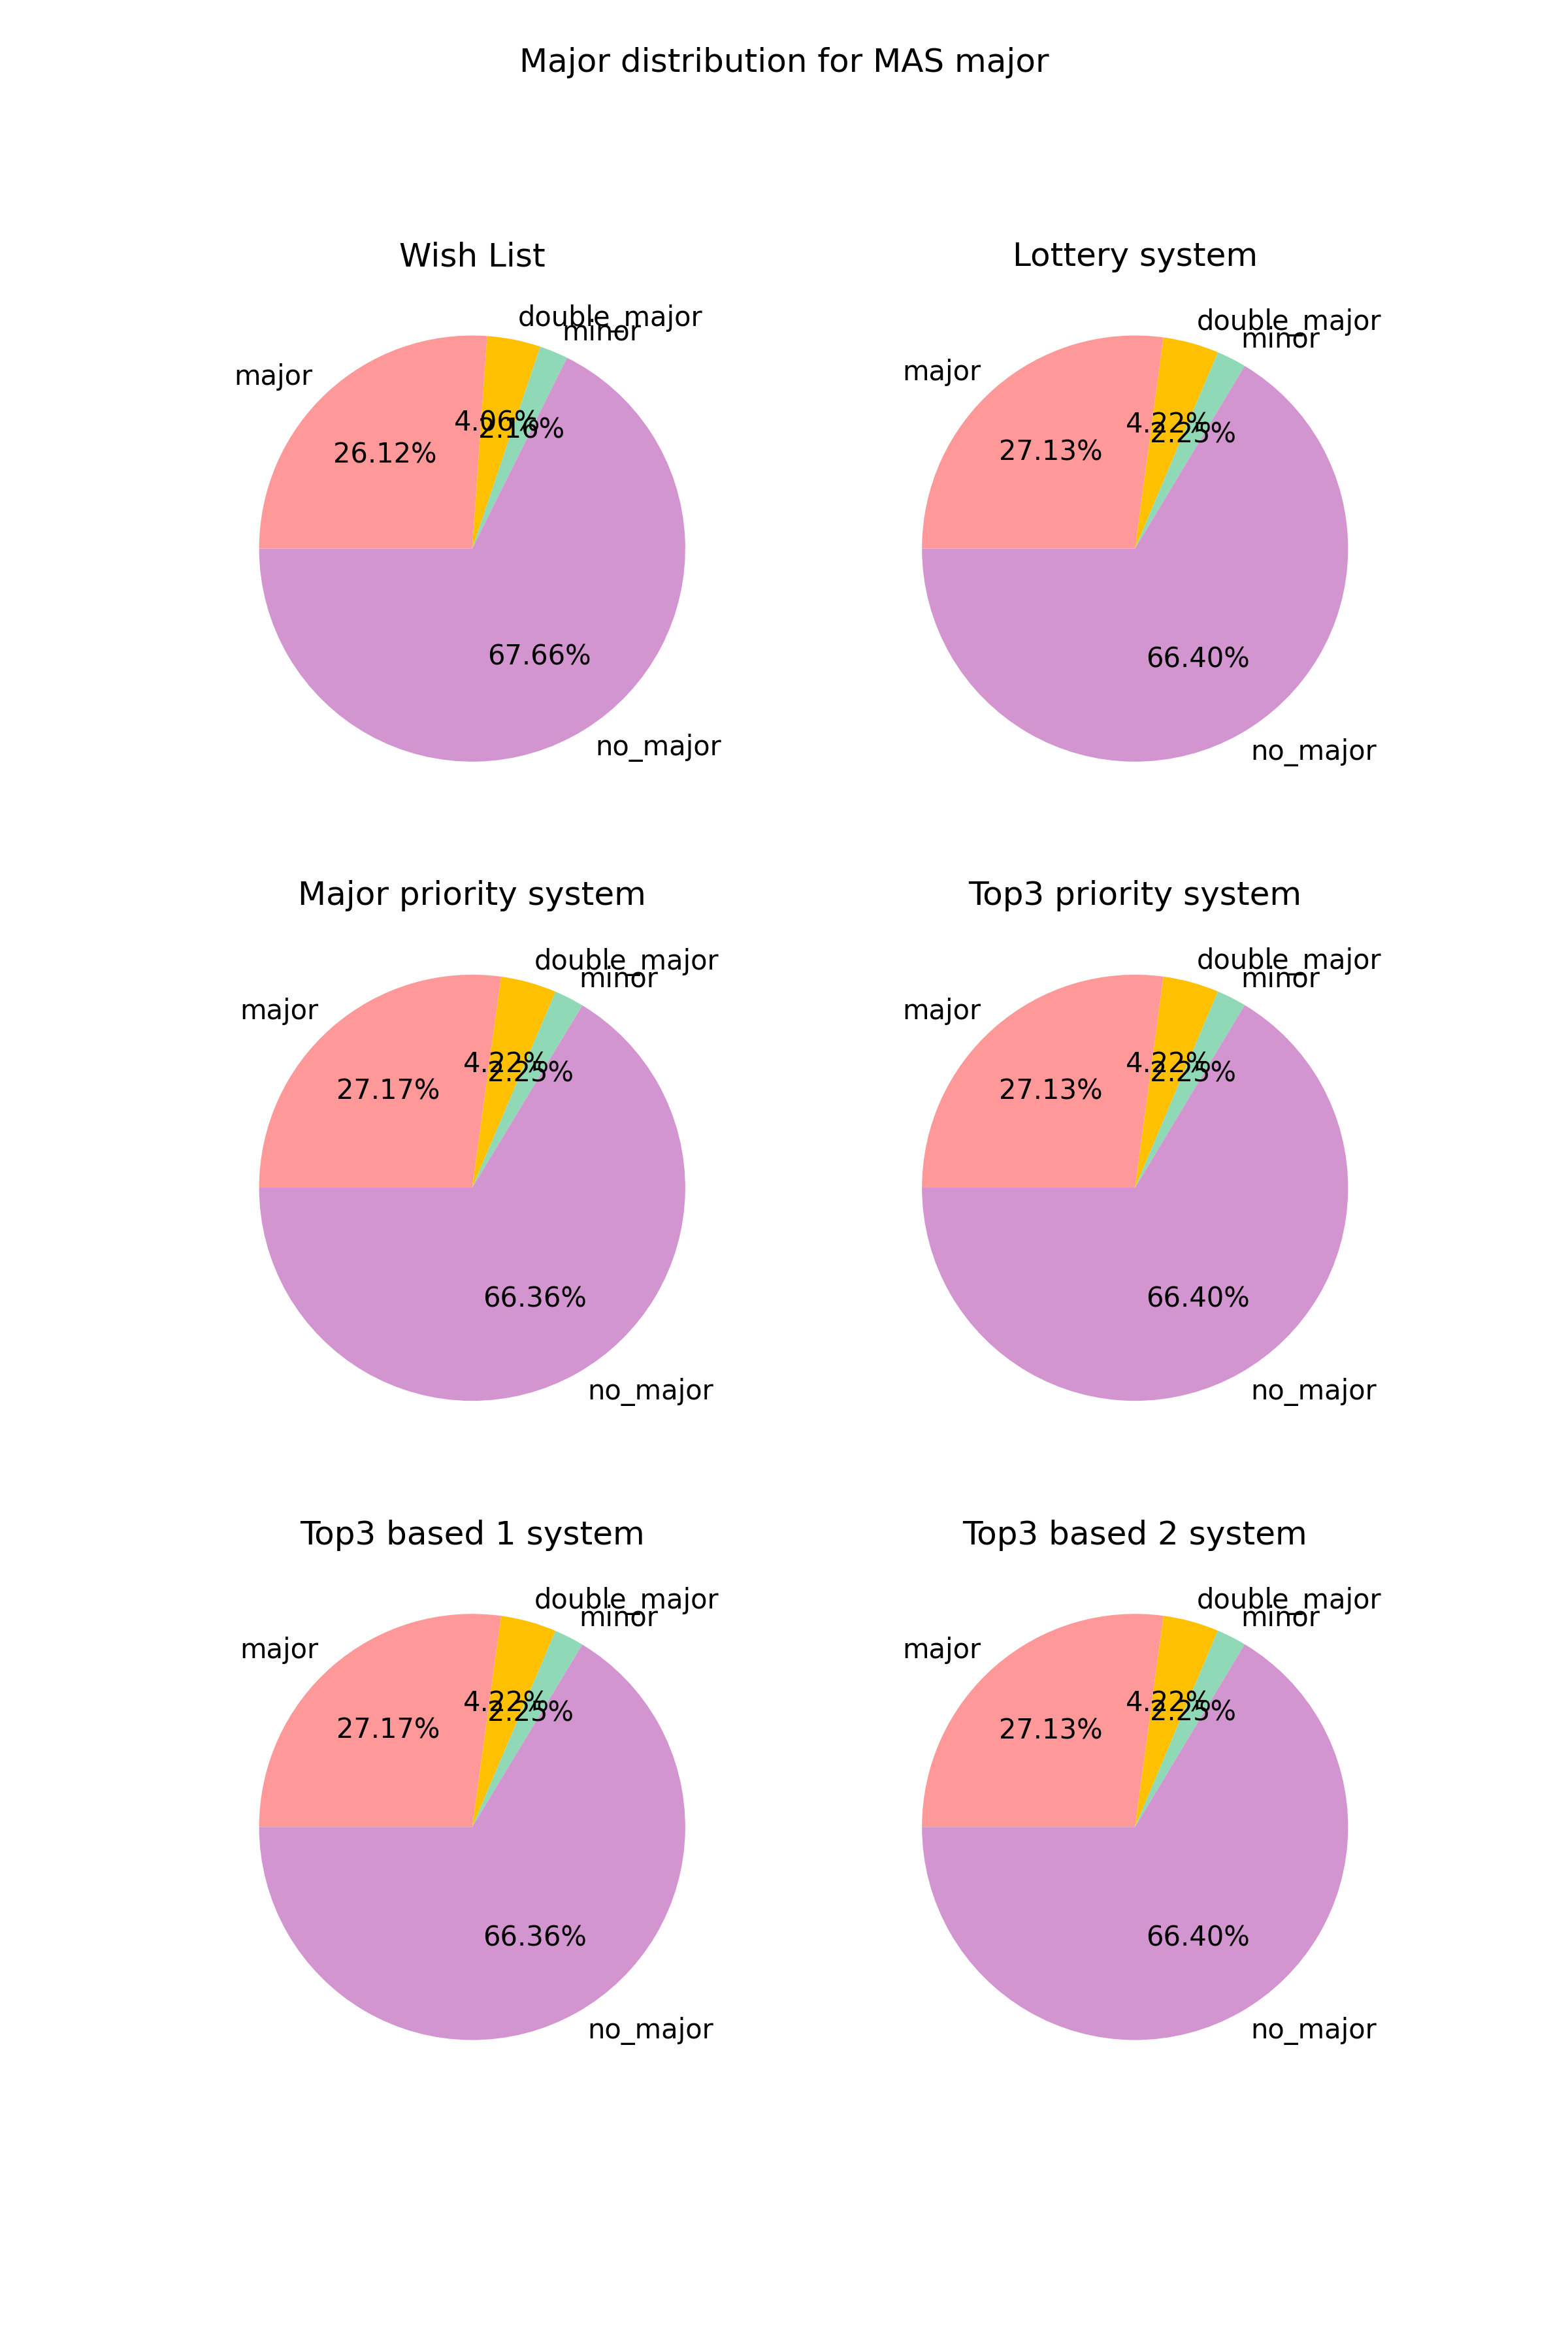 Major distribution for MAS major
Wish List
double_major
minor
major
4.06%
2.16%
26.12%
67.66%
no_major
Lottery system
double_major
minor
major
4.22%
2.25%
27.13%
66.40%
no_major
Major priority system
double_major
minor
major
4.22%
2.25%
27.17%
66.36%
no_major
Top3 priority system
double_major
minor
major
4.22%
2.25%
27.13%
66.40%
no_major
Top3 based 1 system
double_major
minor
major
4.22%
2.25%
27.17%
66.36%
no_major
Top3 based 2 system
double_major
minor
major
4.22%
2.25%
27.13%
66.40%
no_major